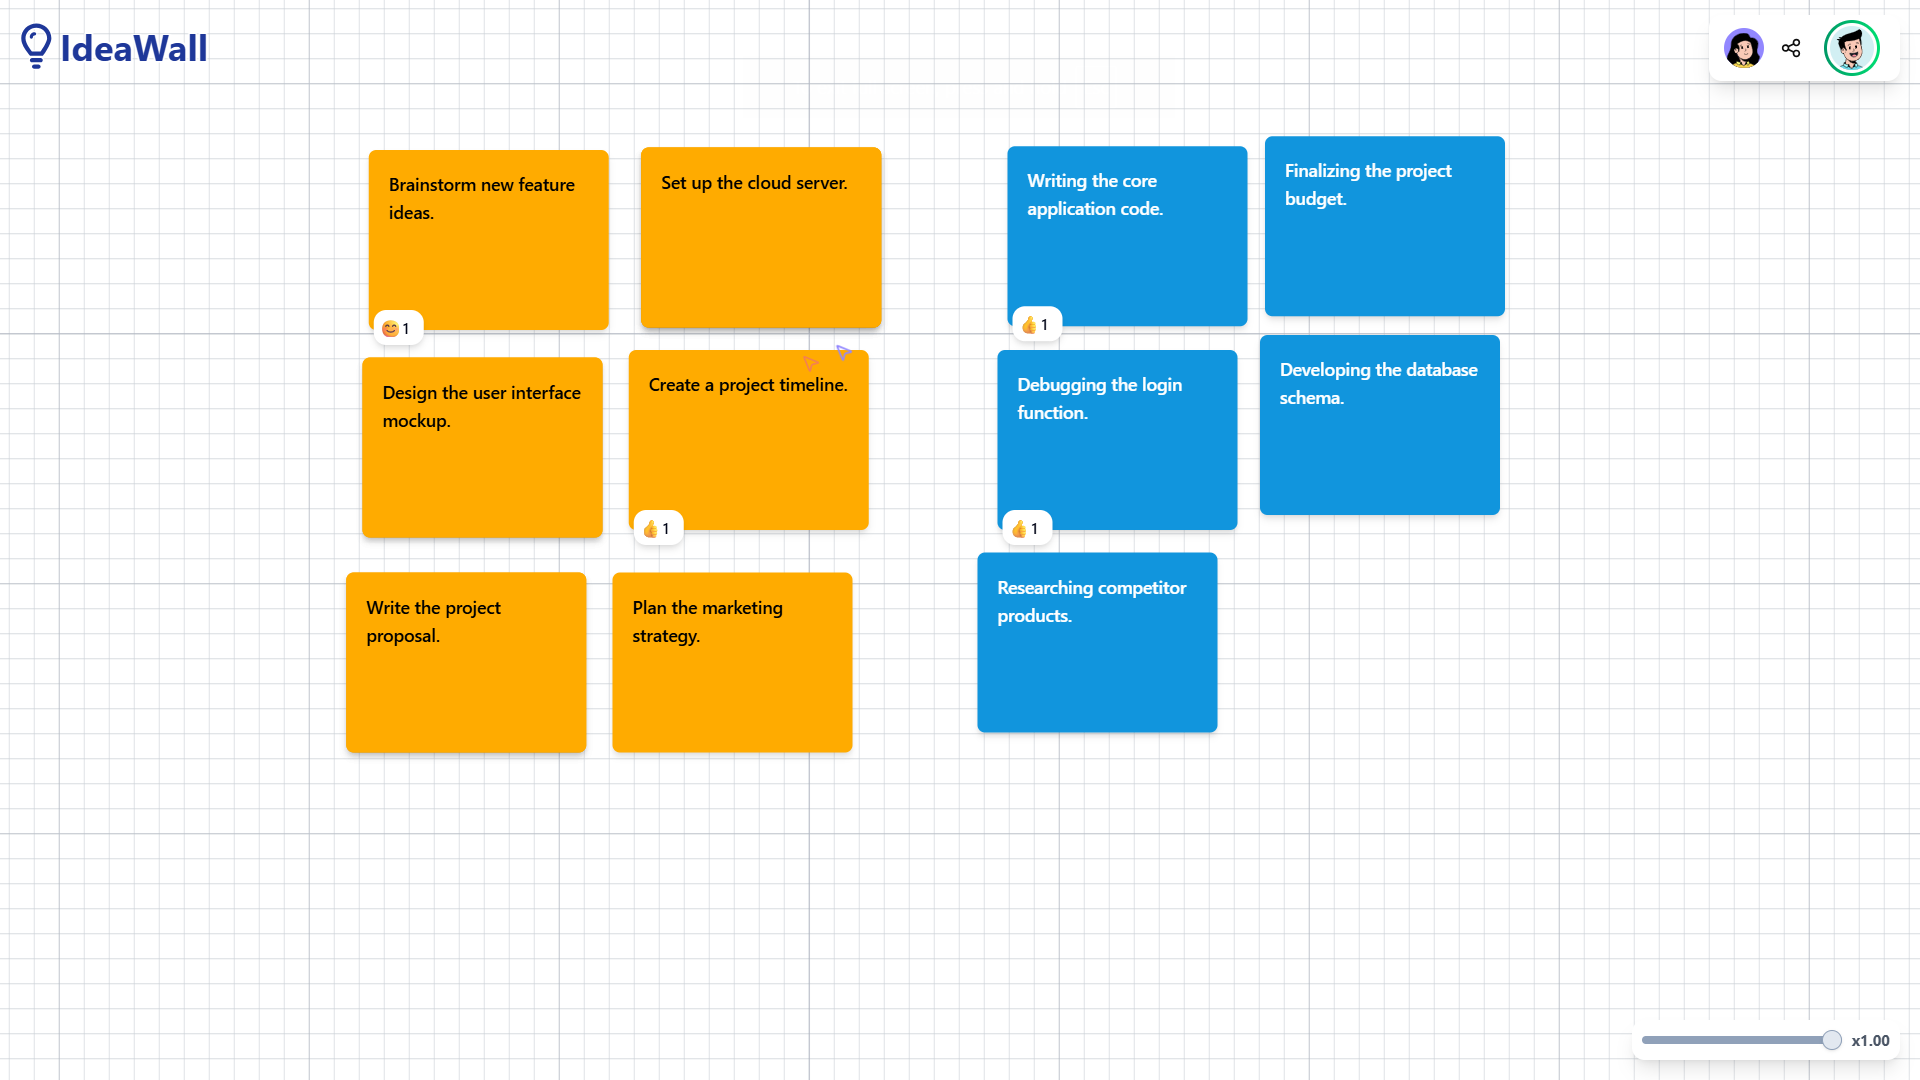 IdeaWall
Brainstorm new feature
ideas.
1
Set up the cloud server.
Design the user interface
mockup.
Create a project timeline.
1
Write the project
proposal.
Plan the marketing
strategy.
Writing the core
application code.
1
Finalizing the project
budget.
Debugging the login
function.
1
Developing the database
schema.
Researching competitor
products.
x1.00